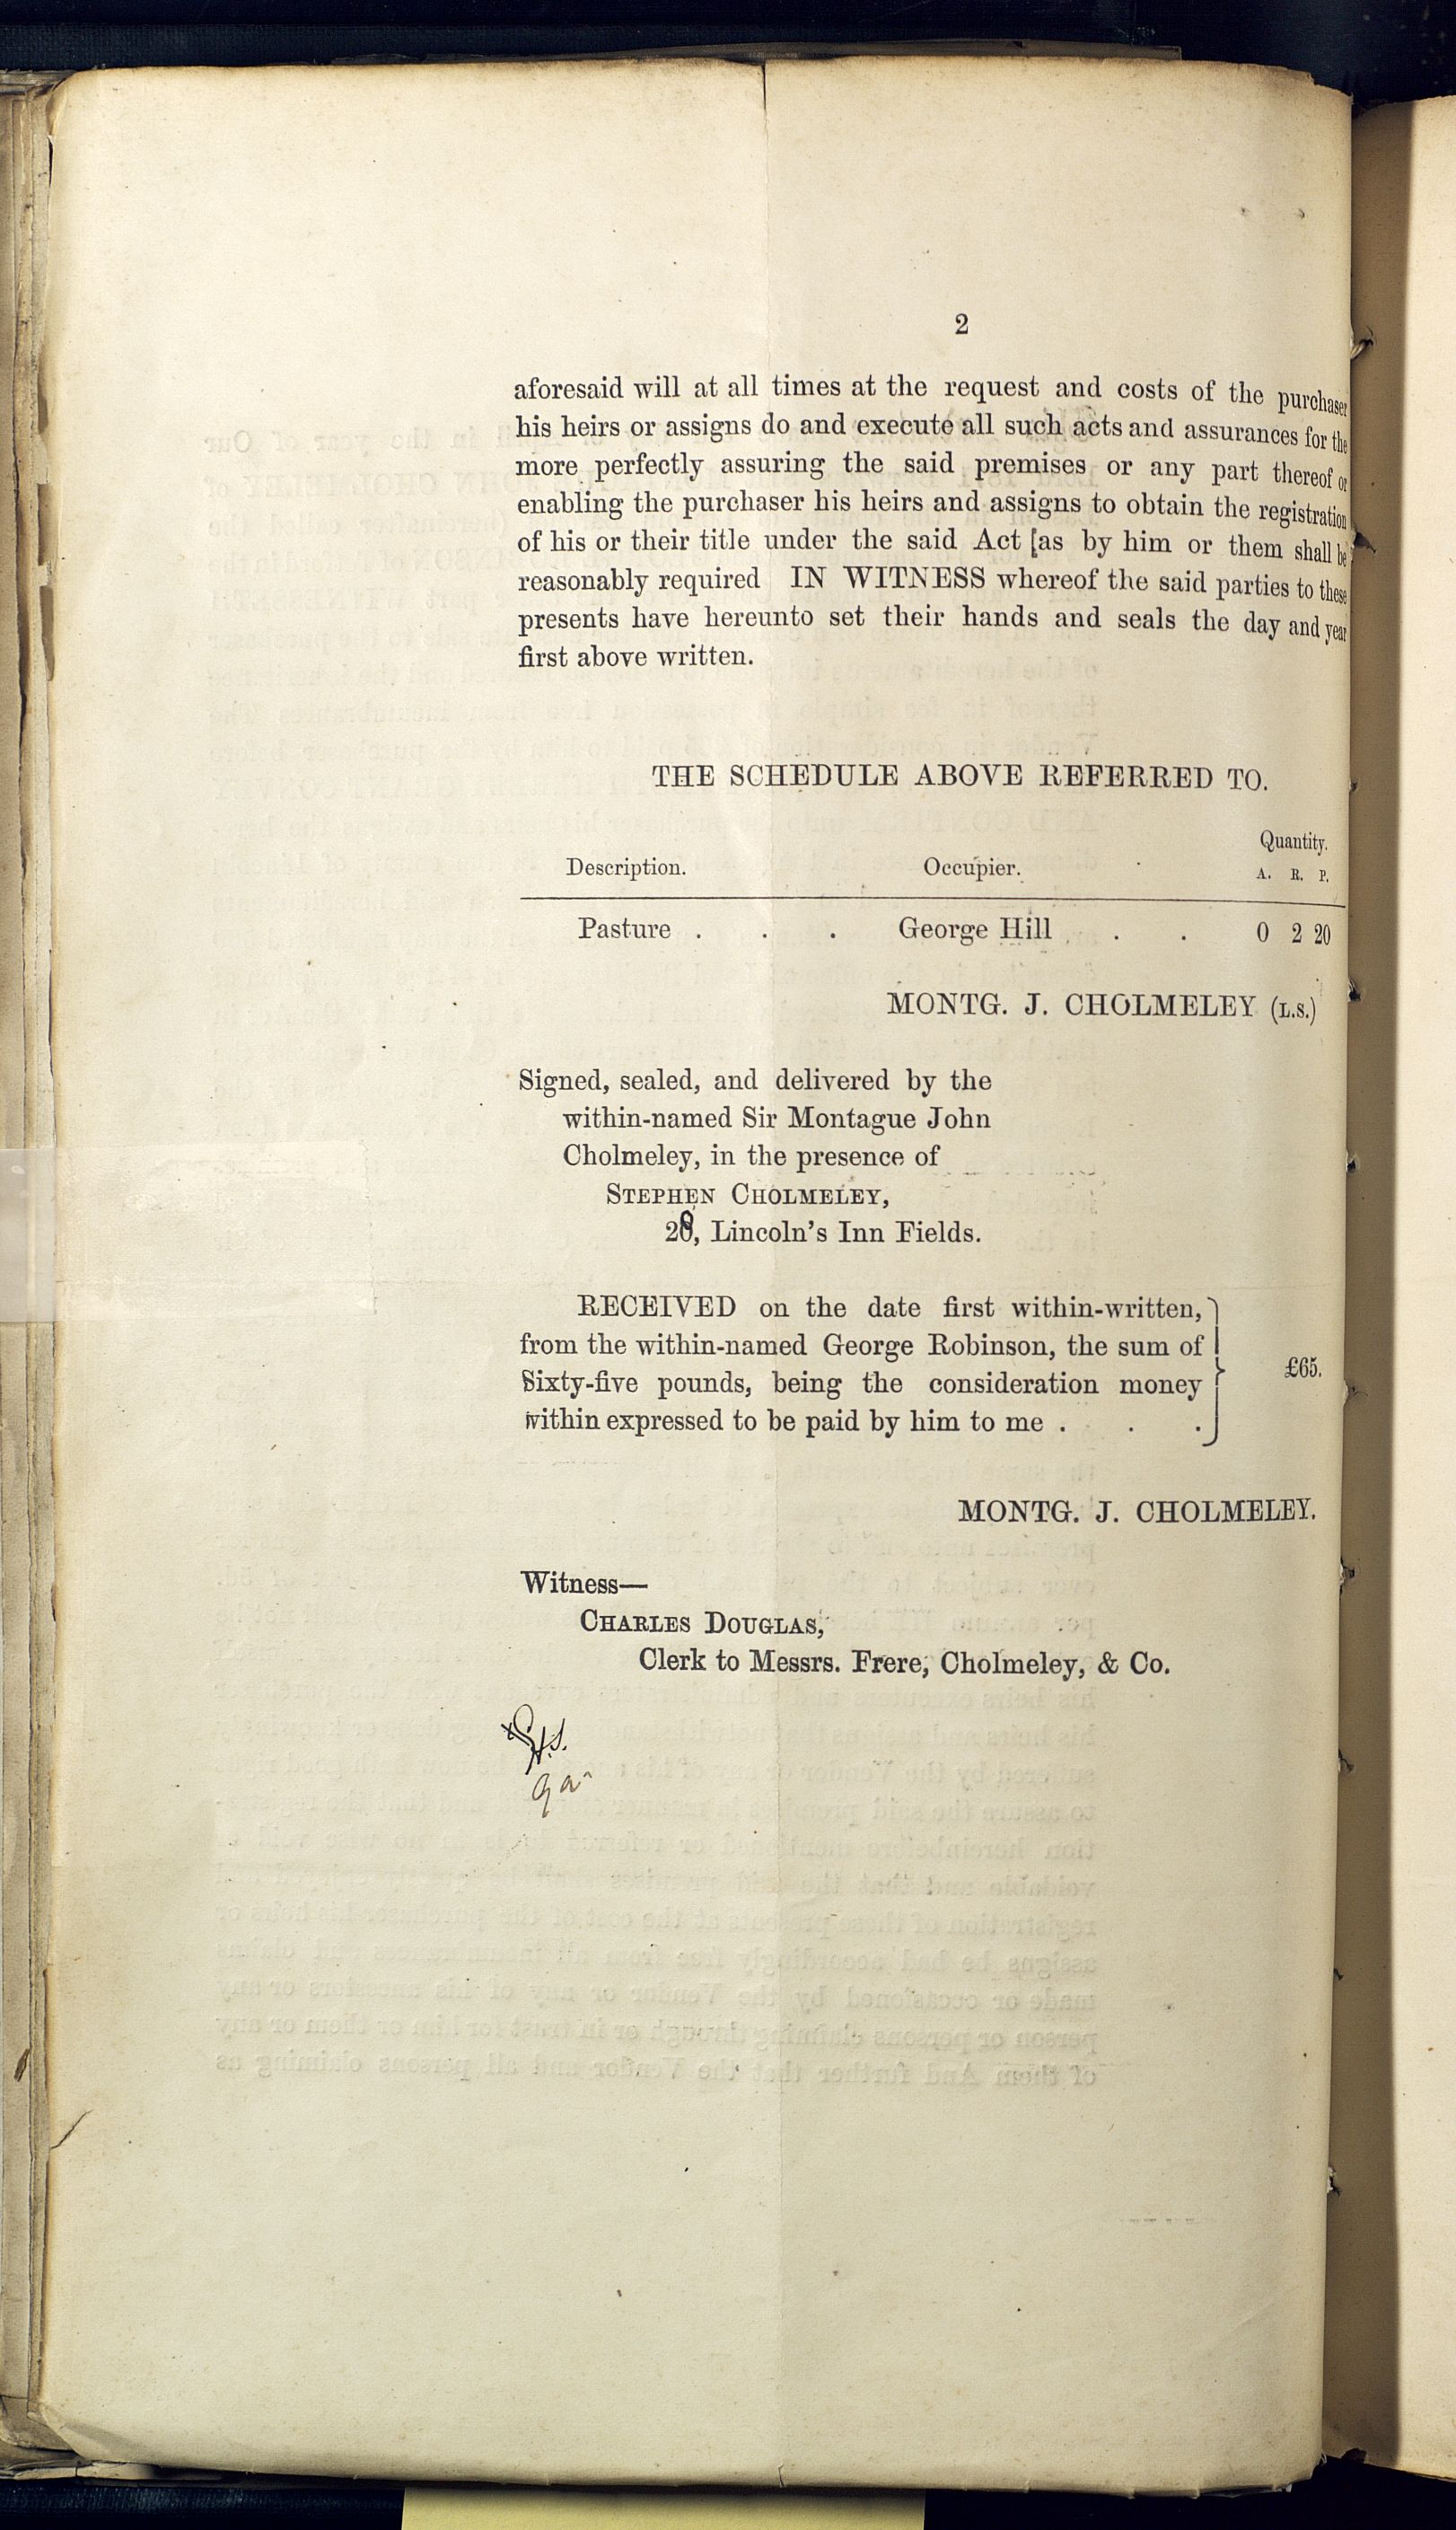 2
aforesaid will at all times at the request and costs of the purchaser
his heirs or assigns do and execute all such acts and assurances for the
more perfectly assuring the said premises or any part thereof or
enabling the purchaser his heirs and assigns to obtain the registration
of his or their title under the said Act [as by him or them shall be
reasonably required IN WITNESS whereof the said parties to these
presents have hereunto set their hands and seals the day and year
first above written.
THE SCHEDULE ABOVE REFERRED TO.
Quantity.
Description. Occupier. A. R. P.
Pasture . . . George Hill . . 0 2 20
MONTG. J. CHOLMELEY (L.S.)
Signed, sealed, and delivered by the
within-named Sir Montague John
Cholmeley, in the presence of
STEPHEN CHOLMELEY,
28, Lincoln's Inn Fields.
RECEIVED on the date first within-written,
from the within-named George Robinson, the sum of
Sixty-five pounds, being the consideration money £65.
within expressed to be paid by him to me . . .
MONTG. J. CHOLMELEY.
Witness—
CHARLES DOUGLAS,
Clerk to Messrs. Frere, Cholmeley, & Co.